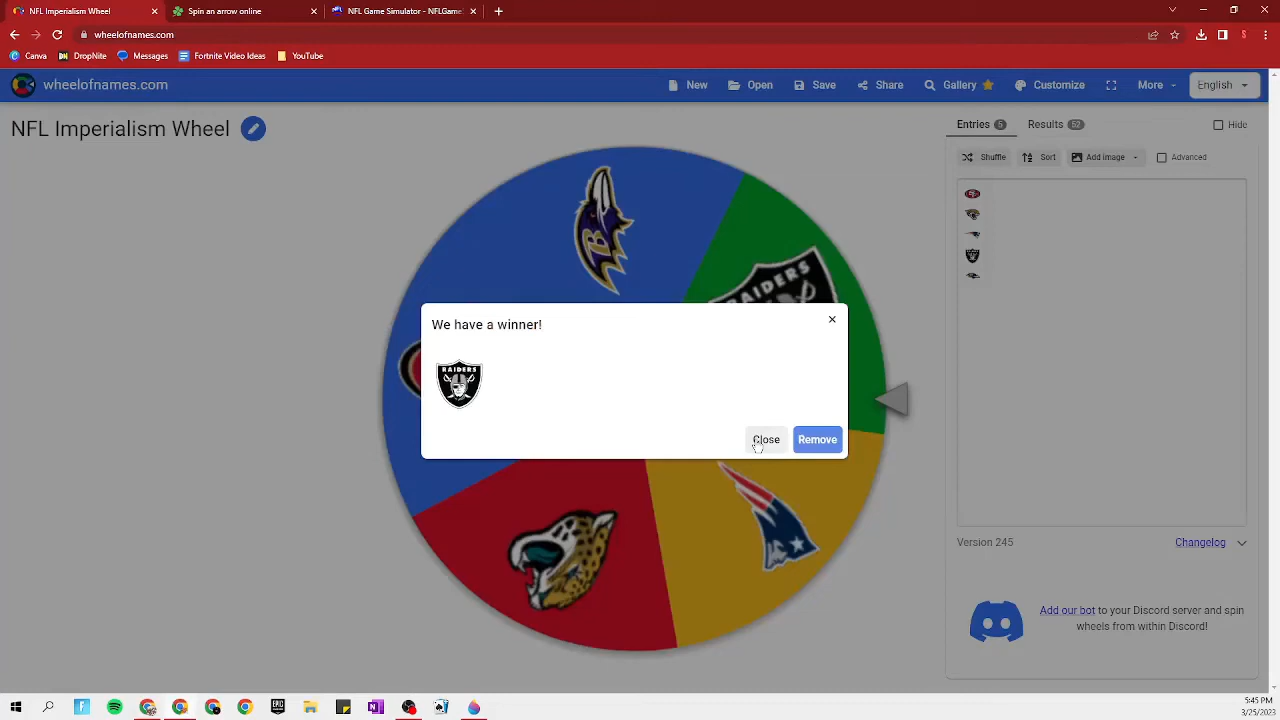 NFL Imperialism Wheel
Spin an arrow online
NFL Game Simulator - NFLGame
wheelofnames.com
Canva
DropNite
Messages
Fortnite Video Ideas
YouTube
wheelofnames.com
New
Open
Save
Share
Gallery
Customize
More
English
NFL Imperialism Wheel
Entries 5
Results 62
Hide
Shuffle
Sort
Add image
Advanced
RAIDERS
B
We have a winner!
RAIDERS
Close
Remove
Version 245
Changelog
Add our bot to your Discord server and spin
wheels from within Discord!
EPIC
5:45 PM
3/25/2023